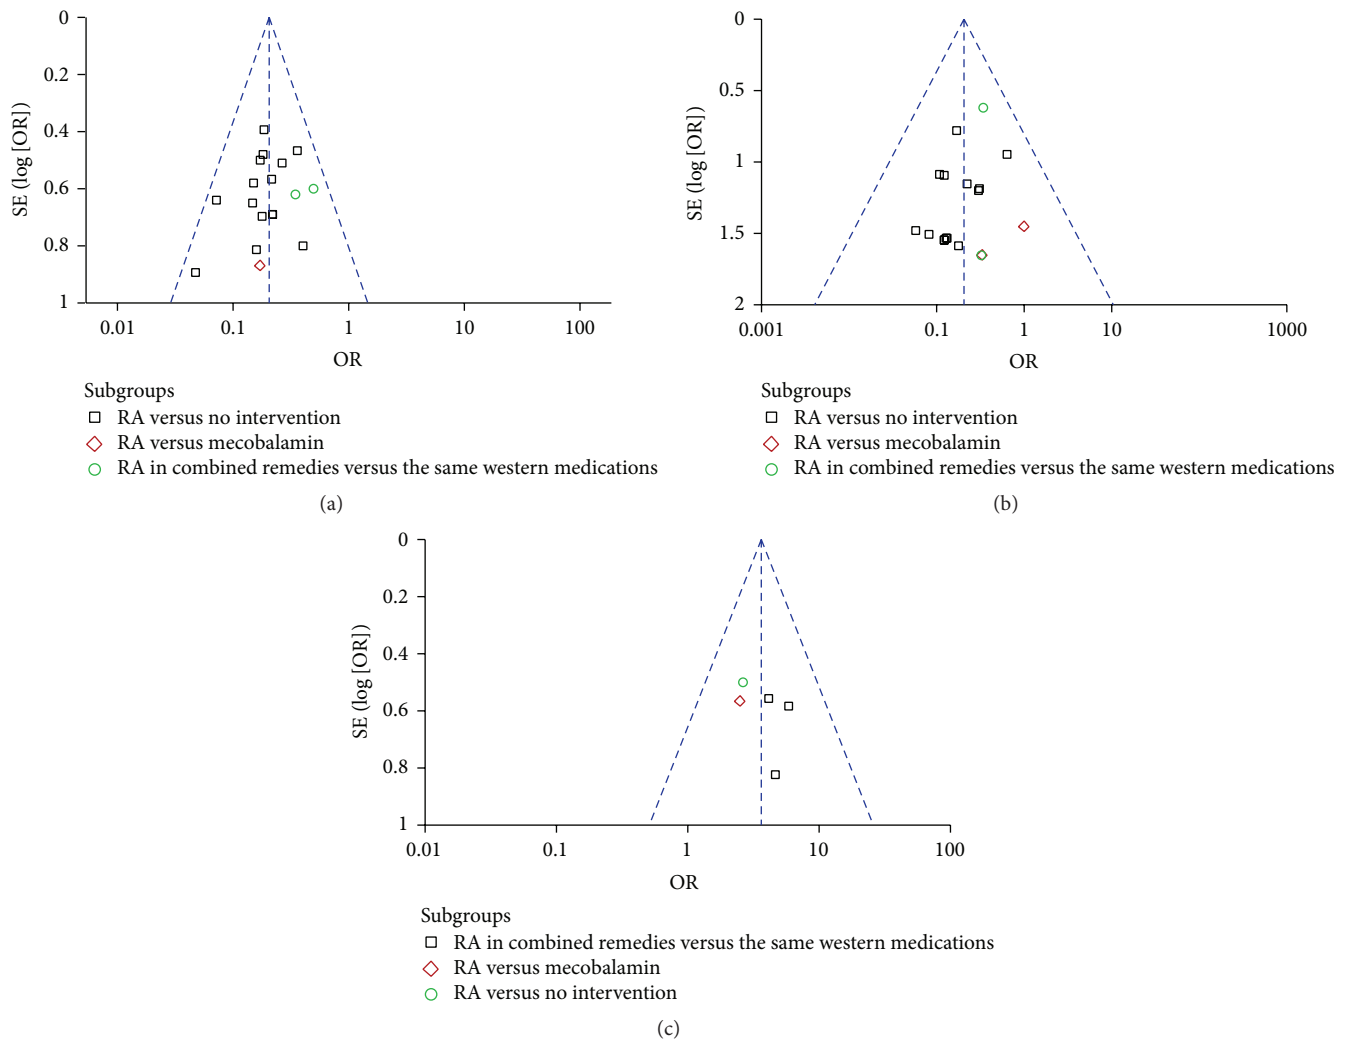 0
0.2
0.4
0.6
0.8
1
SE (log [OR])
0.01
0.1
1
10
100
OR
Subgroups
RA versus no intervention
RA versus mecobalamin
RA in combined remedies versus the same western medications
(a)
0
0.5
1
1.5
2
SE (log [OR])
0.001
0.1
1
10
1000
OR
Subgroups
RA versus no intervention
RA versus mecobalamin
RA in combined remedies versus the same western medications
(b)
0
0.2
0.4
0.6
0.8
1
SE (log [OR])
0.01
0.1
1
10
100
OR
Subgroups
RA in combined remedies versus the same western medications
RA versus mecobalamin
RA versus no intervention
(c)